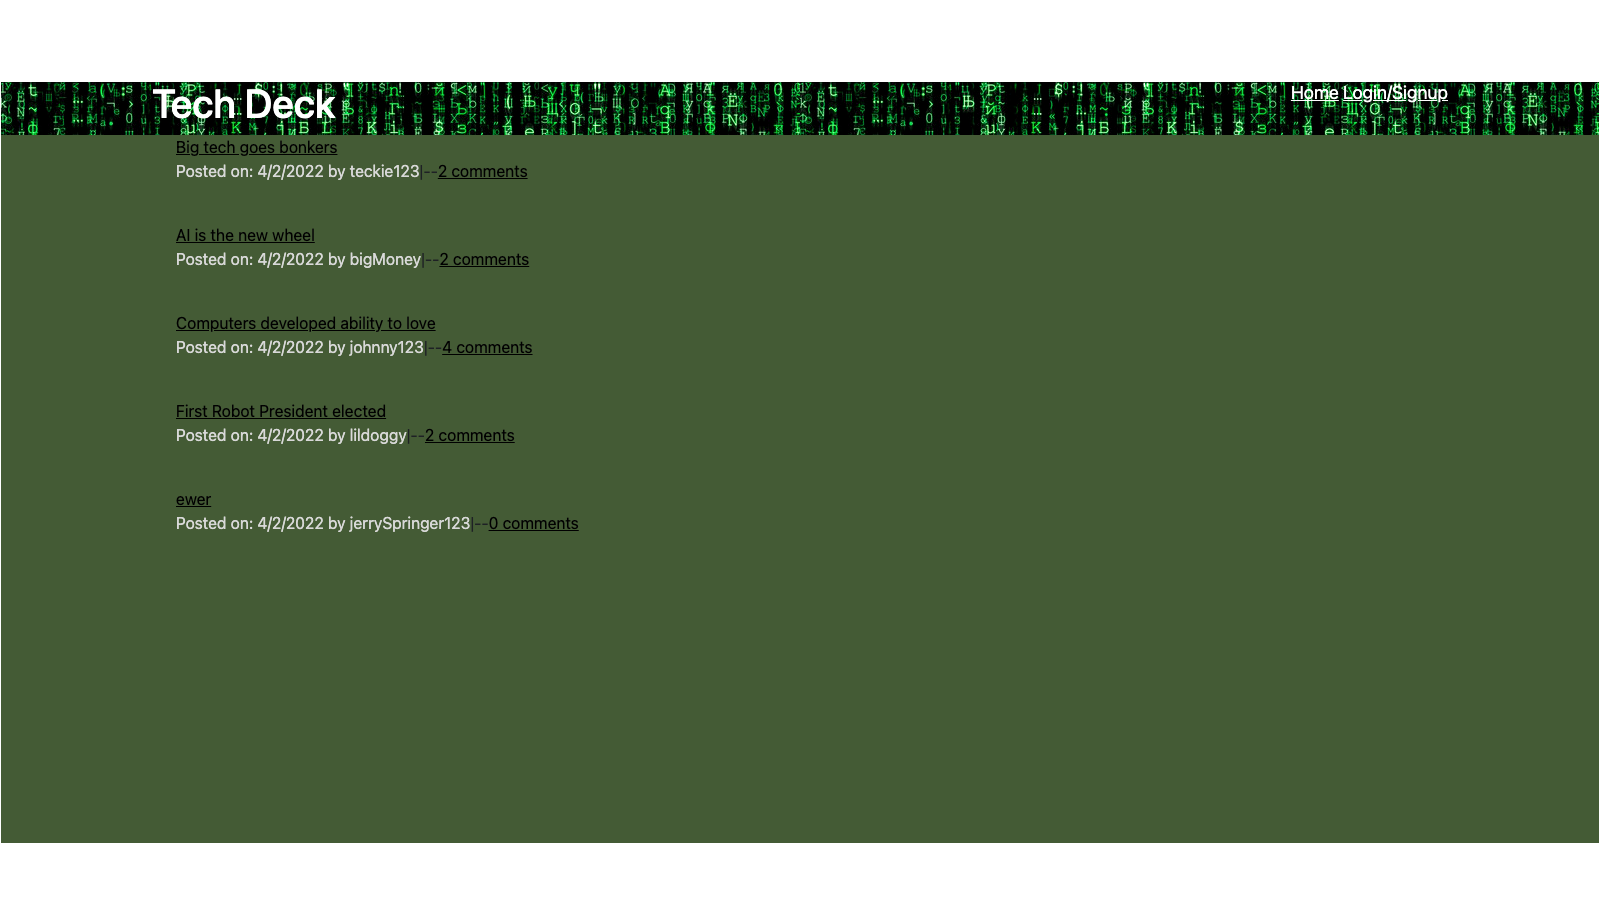 Tech Deck
Home Login/Signup
Big tech goes bonkers
Posted on: 4/2/2022 by teckie123|--2 comments
AI is the new wheel
Posted on: 4/2/2022 by bigMoney|--2 comments
Computers developed ability to love
Posted on: 4/2/2022 by johnny123|--4 comments
First Robot President elected
Posted on: 4/2/2022 by lildoggy|--2 comments
ewer
Posted on: 4/2/2022 by jerrySpringer123|--0 comments